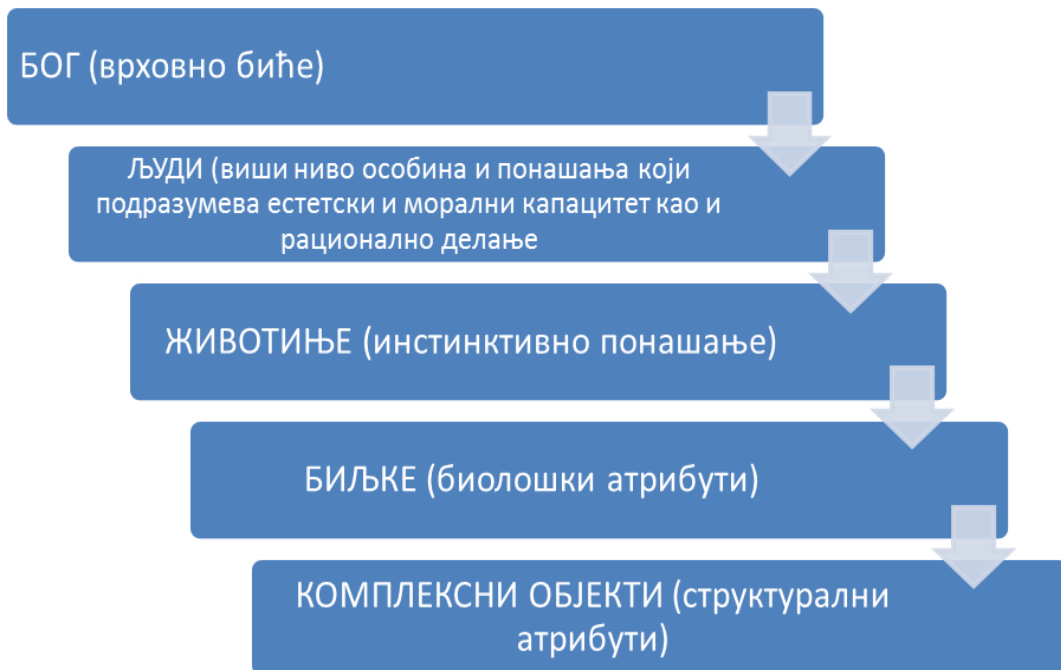 БОГ (врховно биће)
ЉУДИ (виши ниво особина и понашања који
подразумева естетски и морални капацитет као и
рационално делање
ЖИВОТИЊЕ (инстинктивно понашање)
БИЉКЕ (биолошки атрибути)
КОМПЛЕКСНИ ОБЈЕКТИ (структурални
атрибути)